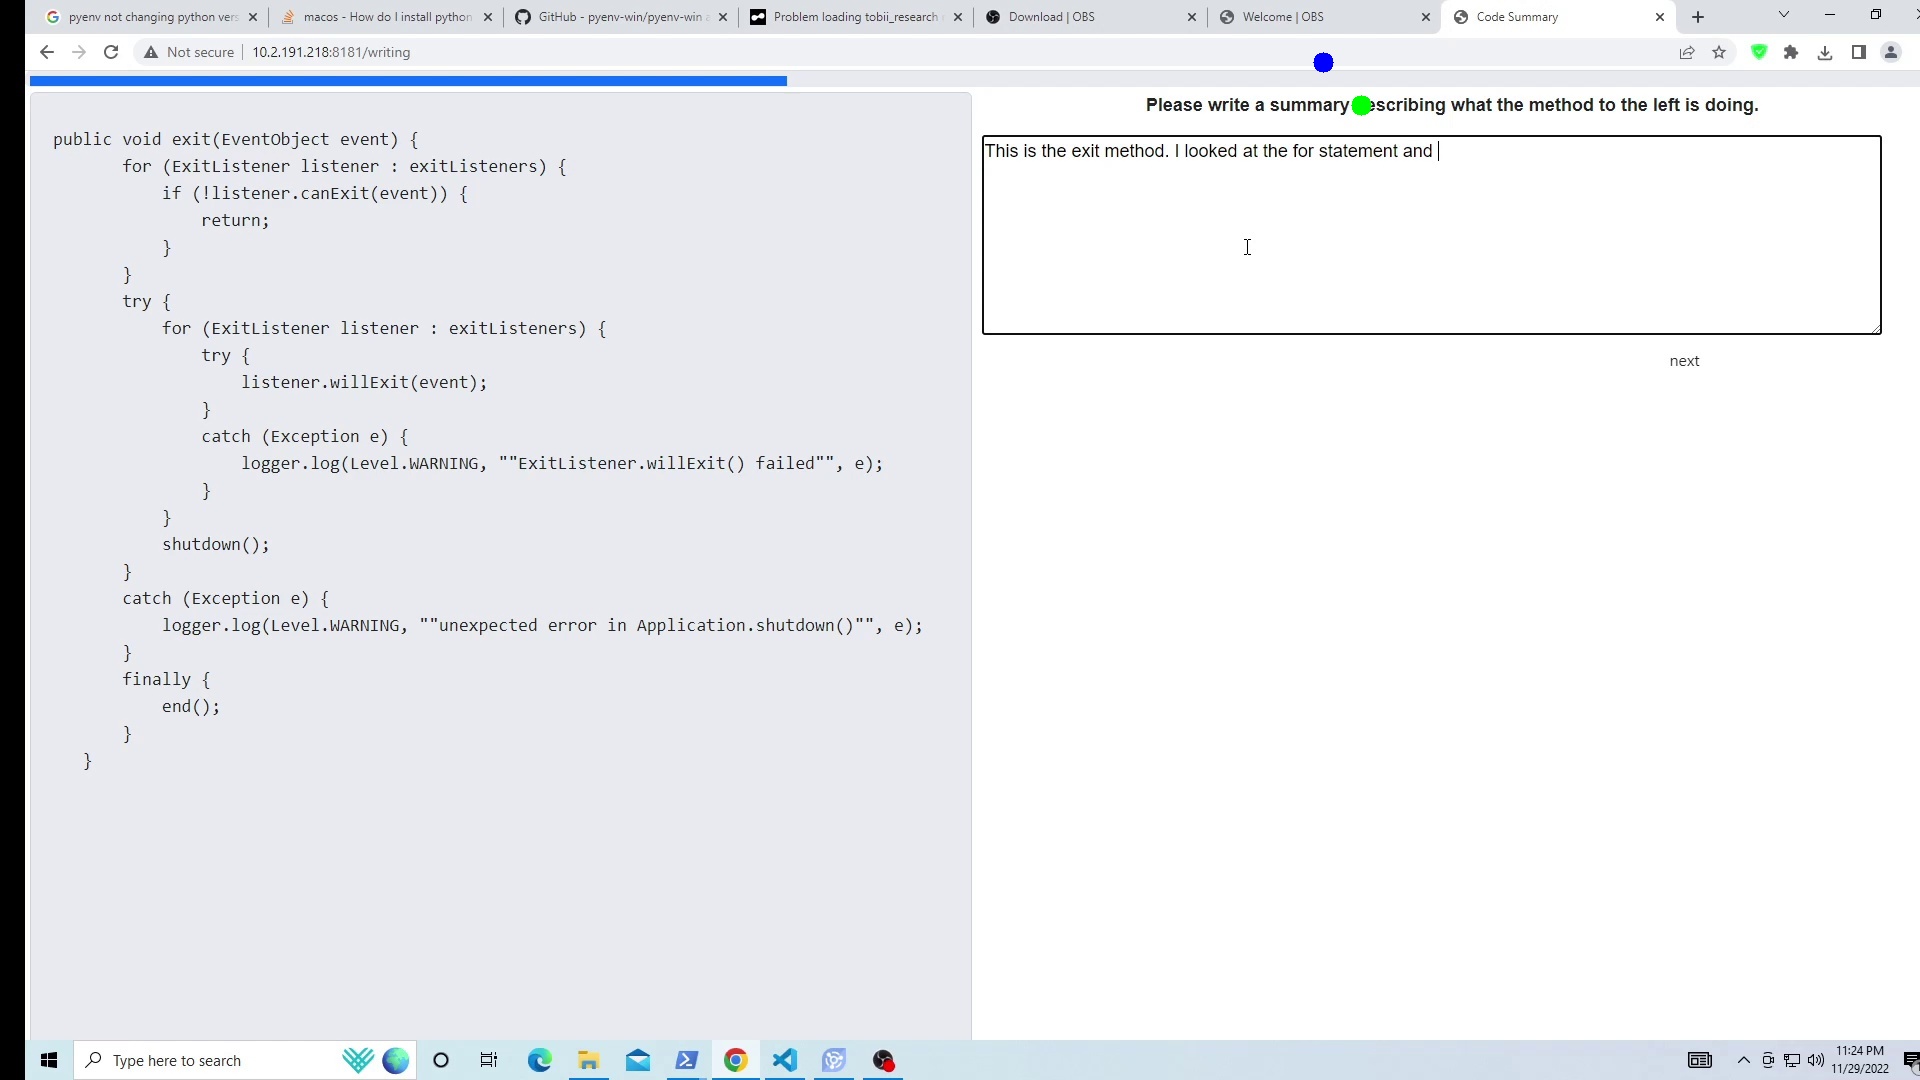 pyenv not changing python vers
macos - How do I install python
GitHub - pyenv-win/pyenv-win a
Problem loading tobii_research
Download | OBS
Welcome | OBS
Code Summary
Not secure
10.2.191.218:8181/writing
Please write a summary escribing what the method to the left is doing.
public void exit(EventObject event) {
for (ExitListener listener : exitListeners) {
if (!listener.canExit(event)) {
return;
}
}
try {
for (ExitListener listener : exitListeners) {
try {
listener.willExit(event);
}
catch (Exception e) {
logger.log(Level.WARNING, ""ExitListener.willExit() failed"", e);
}
}
shutdown();
}
catch (Exception e) {
logger.log(Level.WARNING, ""unexpected error in Application.shutdown()"", e);
}
finally {
end();
}
}
This is the exit method. I looked at the for statement and
next
Type here to search
11:24 PM
11/29/2022